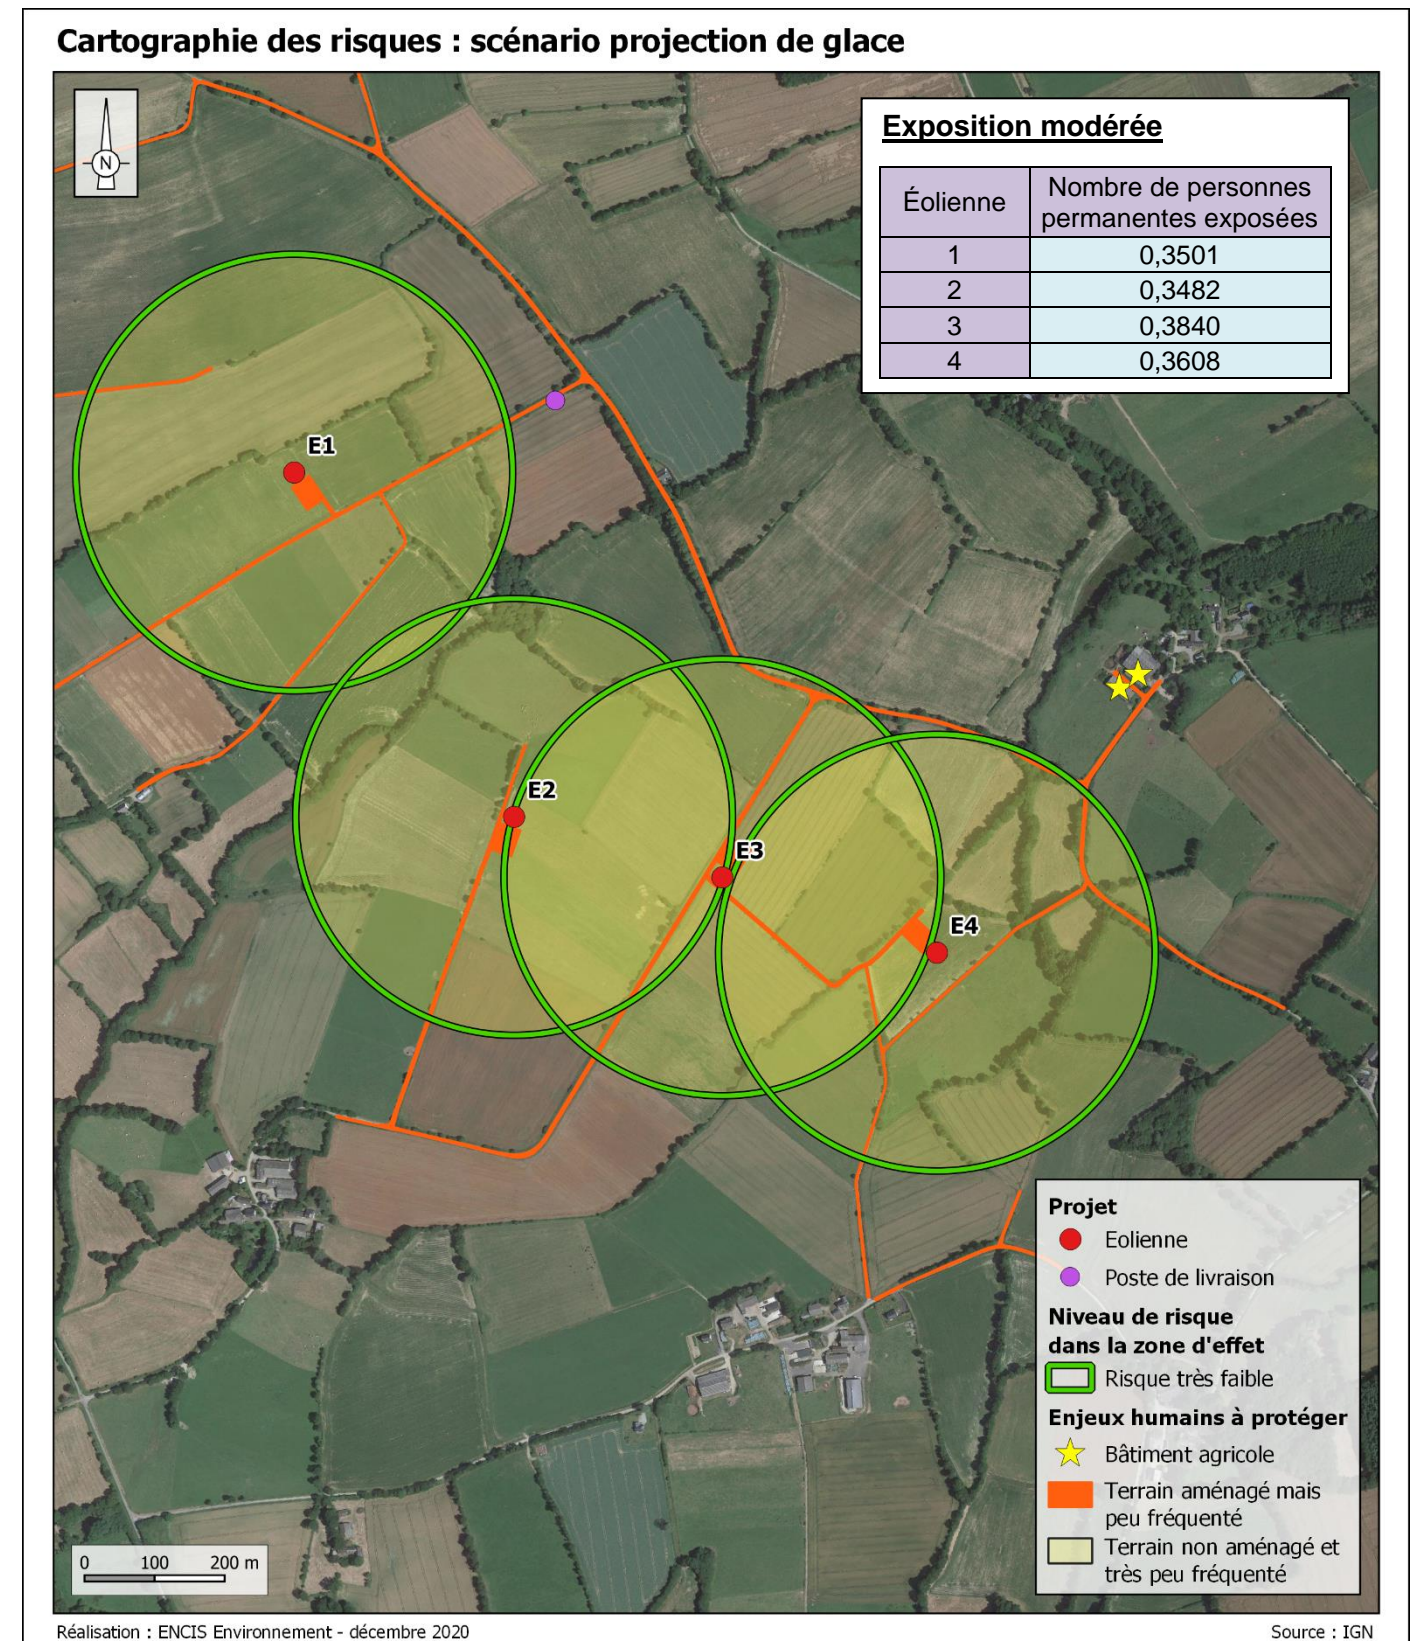 Cartographie des risques : scénario projection de glace
N
Exposition modérée
Éolienne
Nombre de personnes
permanentes exposées
1 0,3501
2 0,3482
3 0,3840
4 0,3608
E1
E2
E3
E4
Projet
Eolienne
Poste de livraison
Niveau de risque
dans la zone d'effet
Risque très faible
Enjeux humains à protéger
Bâtiment agricole
Terrain aménagé mais
peu fréquenté
Terrain non aménagé et
très peu fréquenté
0 100 200 m
Réalisation : ENCIS Environnement - décembre 2020
Source : IGN